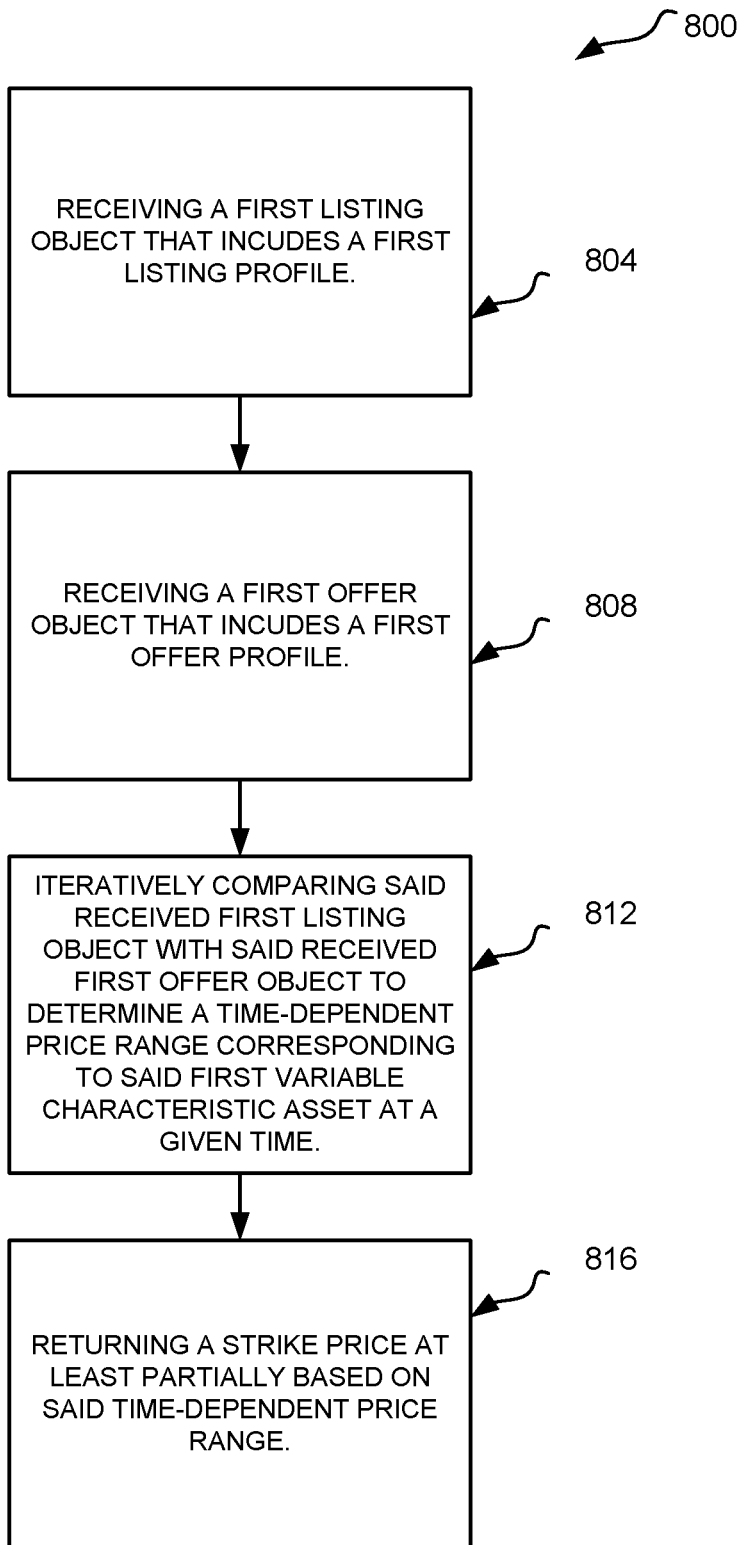 800
RECEIVING A FIRST LISTING
OBJECT THAT INCUDES A FIRST
LISTING PROFILE.
804
RECEIVING A FIRST OFFER
OBJECT THAT INCUDES A FIRST
OFFER PROFILE.
808
ITERATIVELY COMPARING SAID
RECEIVED FIRST LISTING
OBJECT WITH SAID RECEIVED
FIRST OFFER OBJECT TO
DETERMINE A TIME-DEPENDENT
PRICE RANGE CORRESPONDING
TO SAID FIRST VARIABLE
CHARACTERISTIC ASSET AT A
GIVEN TIME.
812
RETURNING A STRIKE PRICE AT
LEAST PARTIALLY BASED ON
SAID TIME-DEPENDENT PRICE
RANGE.
816